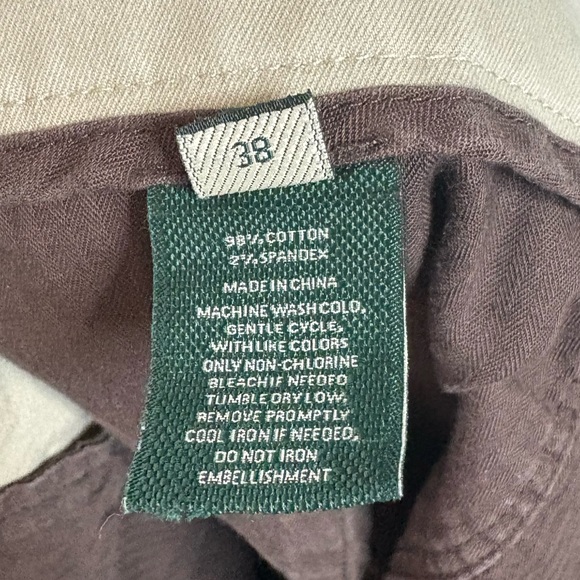 38
98% COTTON
2% SPANDEX
MADE IN CHINA
MACHINE WASH COLD,
GENTLE CYCLE,
WITH LIKE COLORS
ONLY NON-CHLORINE
BLEACH IF NEEDED
TUMBLE DRY LOW,
REMOVE PROMPTLY
COOL IRON IF NEEDED,
DO NOT IRON
EMBELLISHMENT